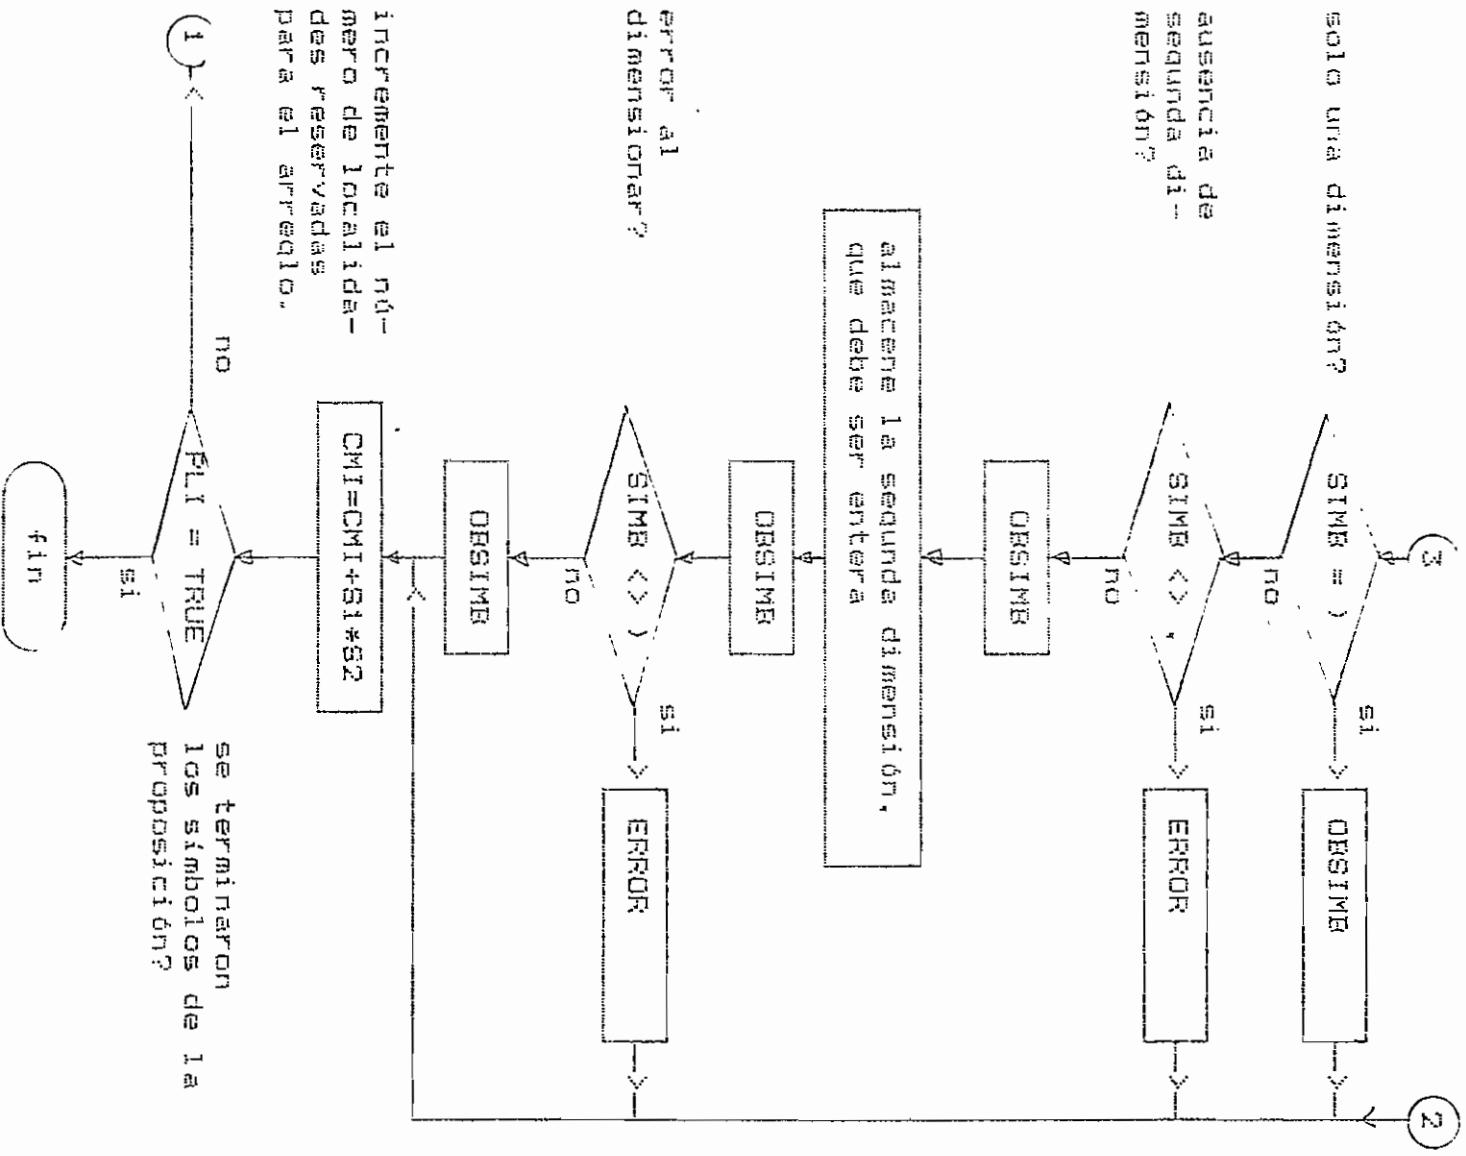 3
2
solo una dimensión?
SIMB = )
si
OBSIMB
no
ausencia de
segunda di-
mensión?
SIMB <> ,
si
ERROR
no
OBSIMB
almacene la segunda dimensión,
que debe ser entera
OBSIMB
error al
dimensionar?
SIMB <> )
si
ERROR
no
OBSIMB
incremente el nú-
mero de localida-
des reservadas
para el arreglo.
CMI=CMI+S1*S2
no
1
PLI = TRUE
se terminaron
los símbolos de la
proposición?
si
fin